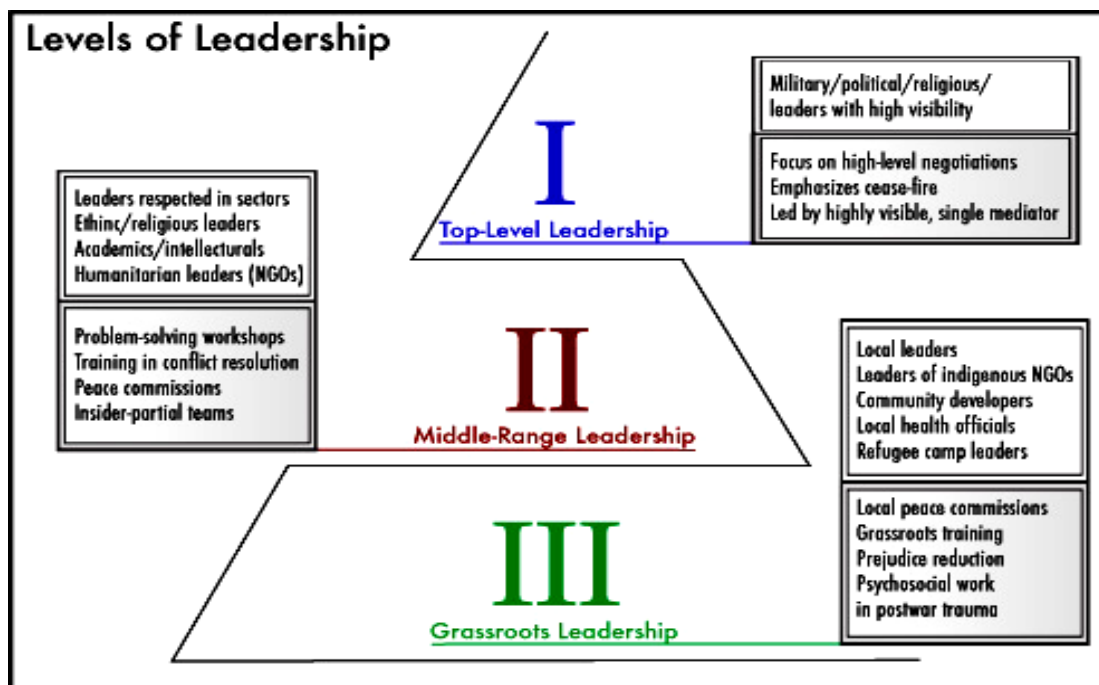 Levels of Leadership
I
Top-Level Leadership
Military/political/religious/
leaders with high visibility
Focus on high-level negotiations
Emphasizes cease-fire
Led by highly visible, single mediator
Leaders respected in sectors
Ethinc/religious leaders
Academics/intellecturals
Humanitarian leaders (NGOs)
Problem-solving workshops
Training in conflict resolution
Peace commissions
Insider-partial teams
II
Middle-Range Leadership
Local leaders
Leaders of indigenous NGOs
Community developers
Local health officials
Refugee camp leaders
Local peace commissions
Grassroots training
Prejudice reduction
Psychosocial work
in postwar trauma
III
Grassroots Leadership